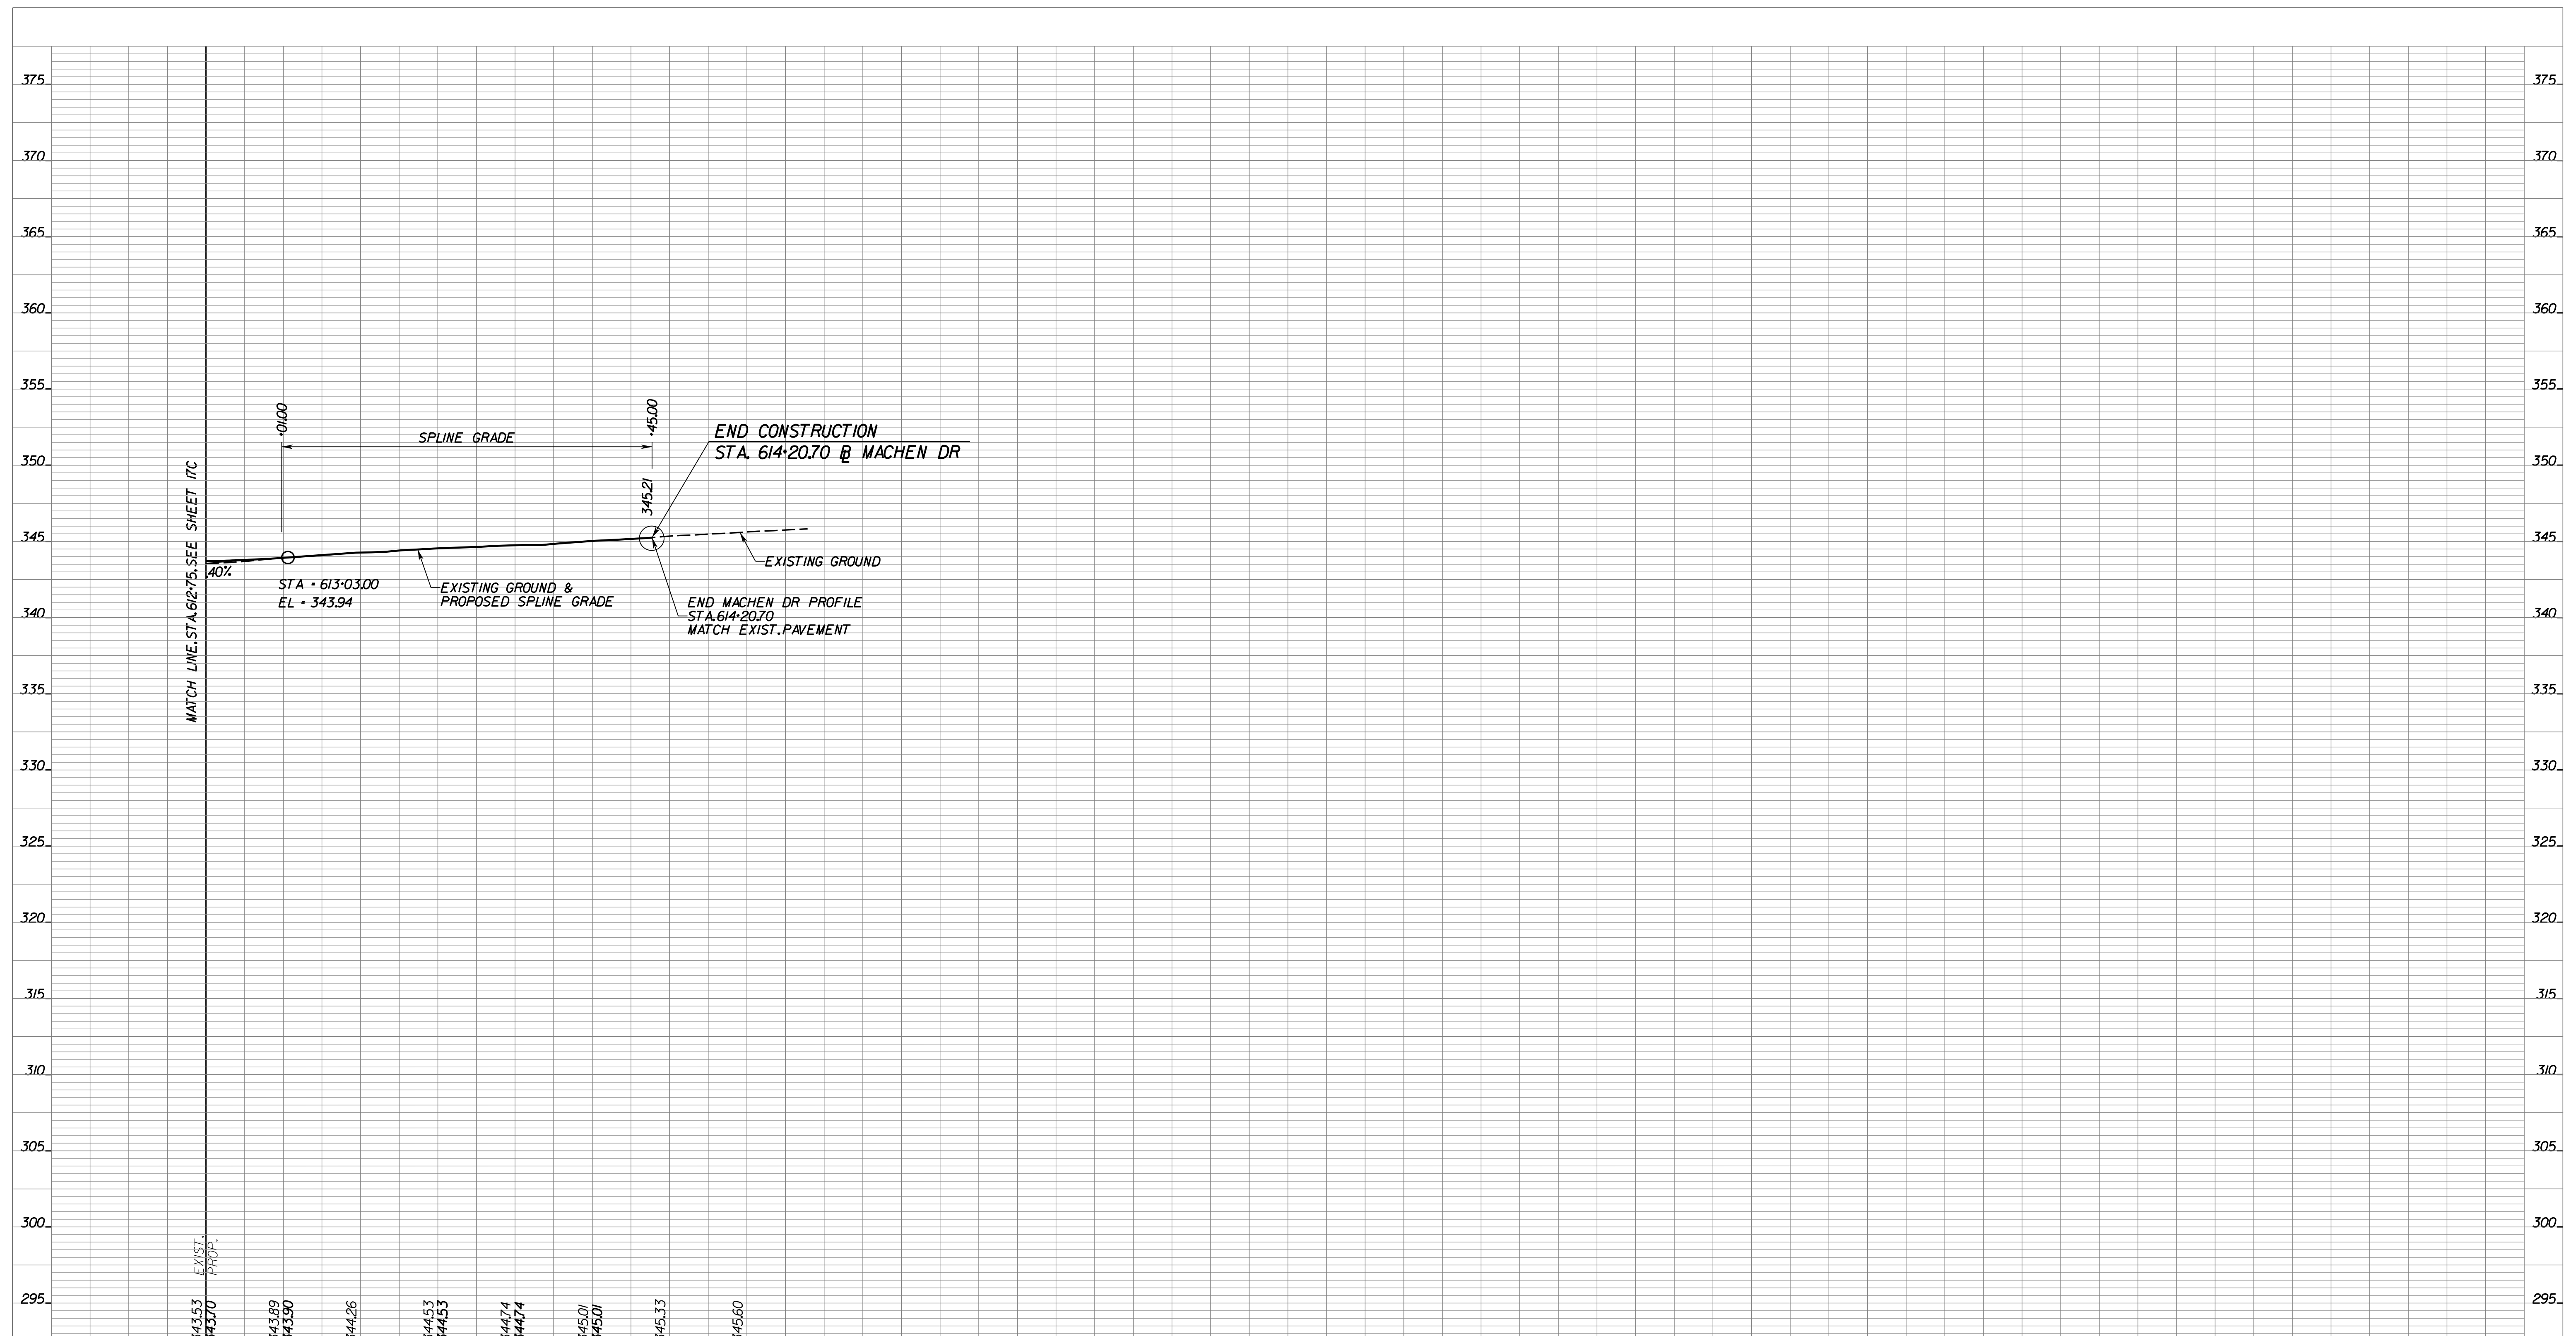 375 375
370 370
365 365
360 360
355 355
+01.00
+45.00
SPLINE GRADE
END CONSTRUCTION
STA. 614+20.70 BL MACHEN DR
350 350
MATCH LINE, STA. 612+75, SEE SHEET 17C
345.21
345 345
EXISTING GROUND
.40%
STA = 613+03.00
EL = 343.94
EXISTING GROUND &
PROPOSED SPLINE GRADE
END MACHEN DR PROFILE
STA. 614+20.70
MATCH EXIST. PAVEMENT
340 340
335 335
330 330
325 325
320 320
315 315
310 310
305 305
300 300
EXIST.
PROP.
295 295
343.53
343.70
343.89
343.90
344.26
344.53
344.53
344.74
344.74
345.01
345.01
345.33
345.60